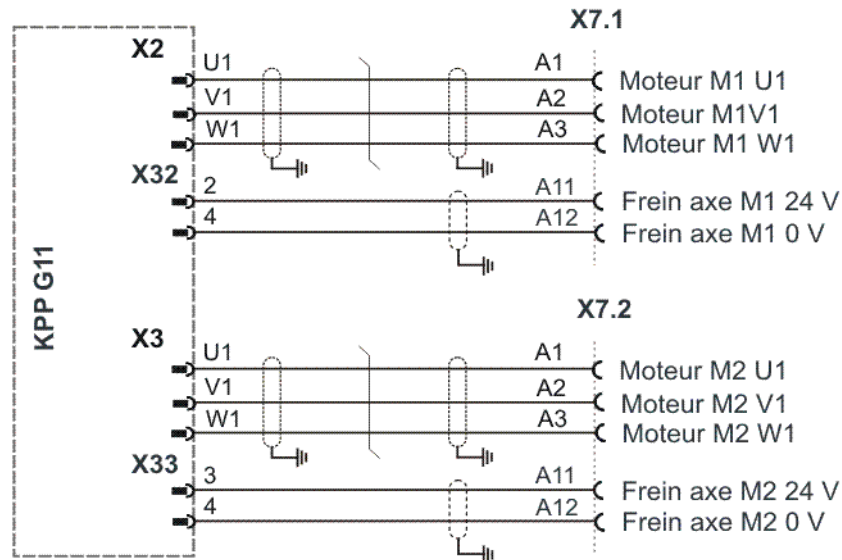 X7.1
X2
U1 A1 Moteur M1 U1
V1 A2 Moteur M1V1
W1 A3 Moteur M1 W1
X32
2 A11 Frein axe M1 24 V
4 A12 Frein axe M1 0 V
KPP G11
X7.2
X3
U1 A1 Moteur M2 U1
V1 A2 Moteur M2 V1
W1 A3 Moteur M2 W1
X33
3 A11 Frein axe M2 24 V
4 A12 Frein axe M2 0 V